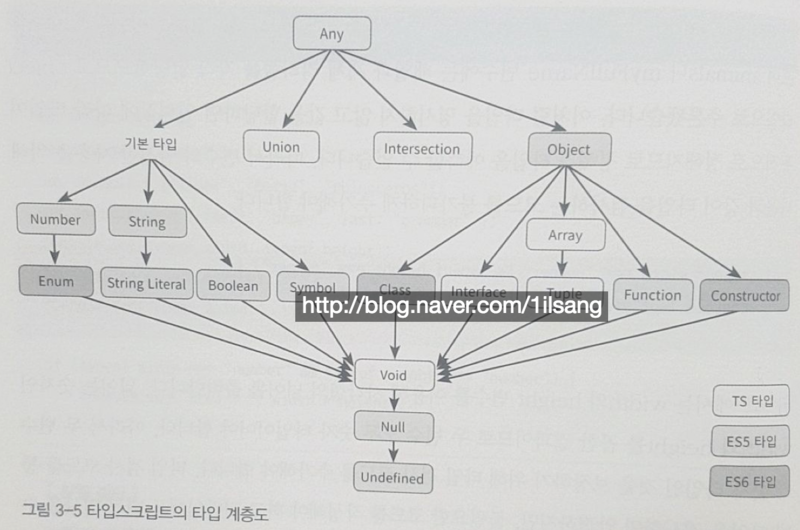 Any
기본 타입
Union
Intersection
Object
Number
String
Array
Enum
String Literal
Boolean
Symbol
Class
Interface
Tuple
Function
Constructor
http://blog.naver.com/1ilsang
Void
Null
Undefined
TS 타입
ES5 타입
ES6 타입
그림 3-5 타입스크립트의 타입 계층도